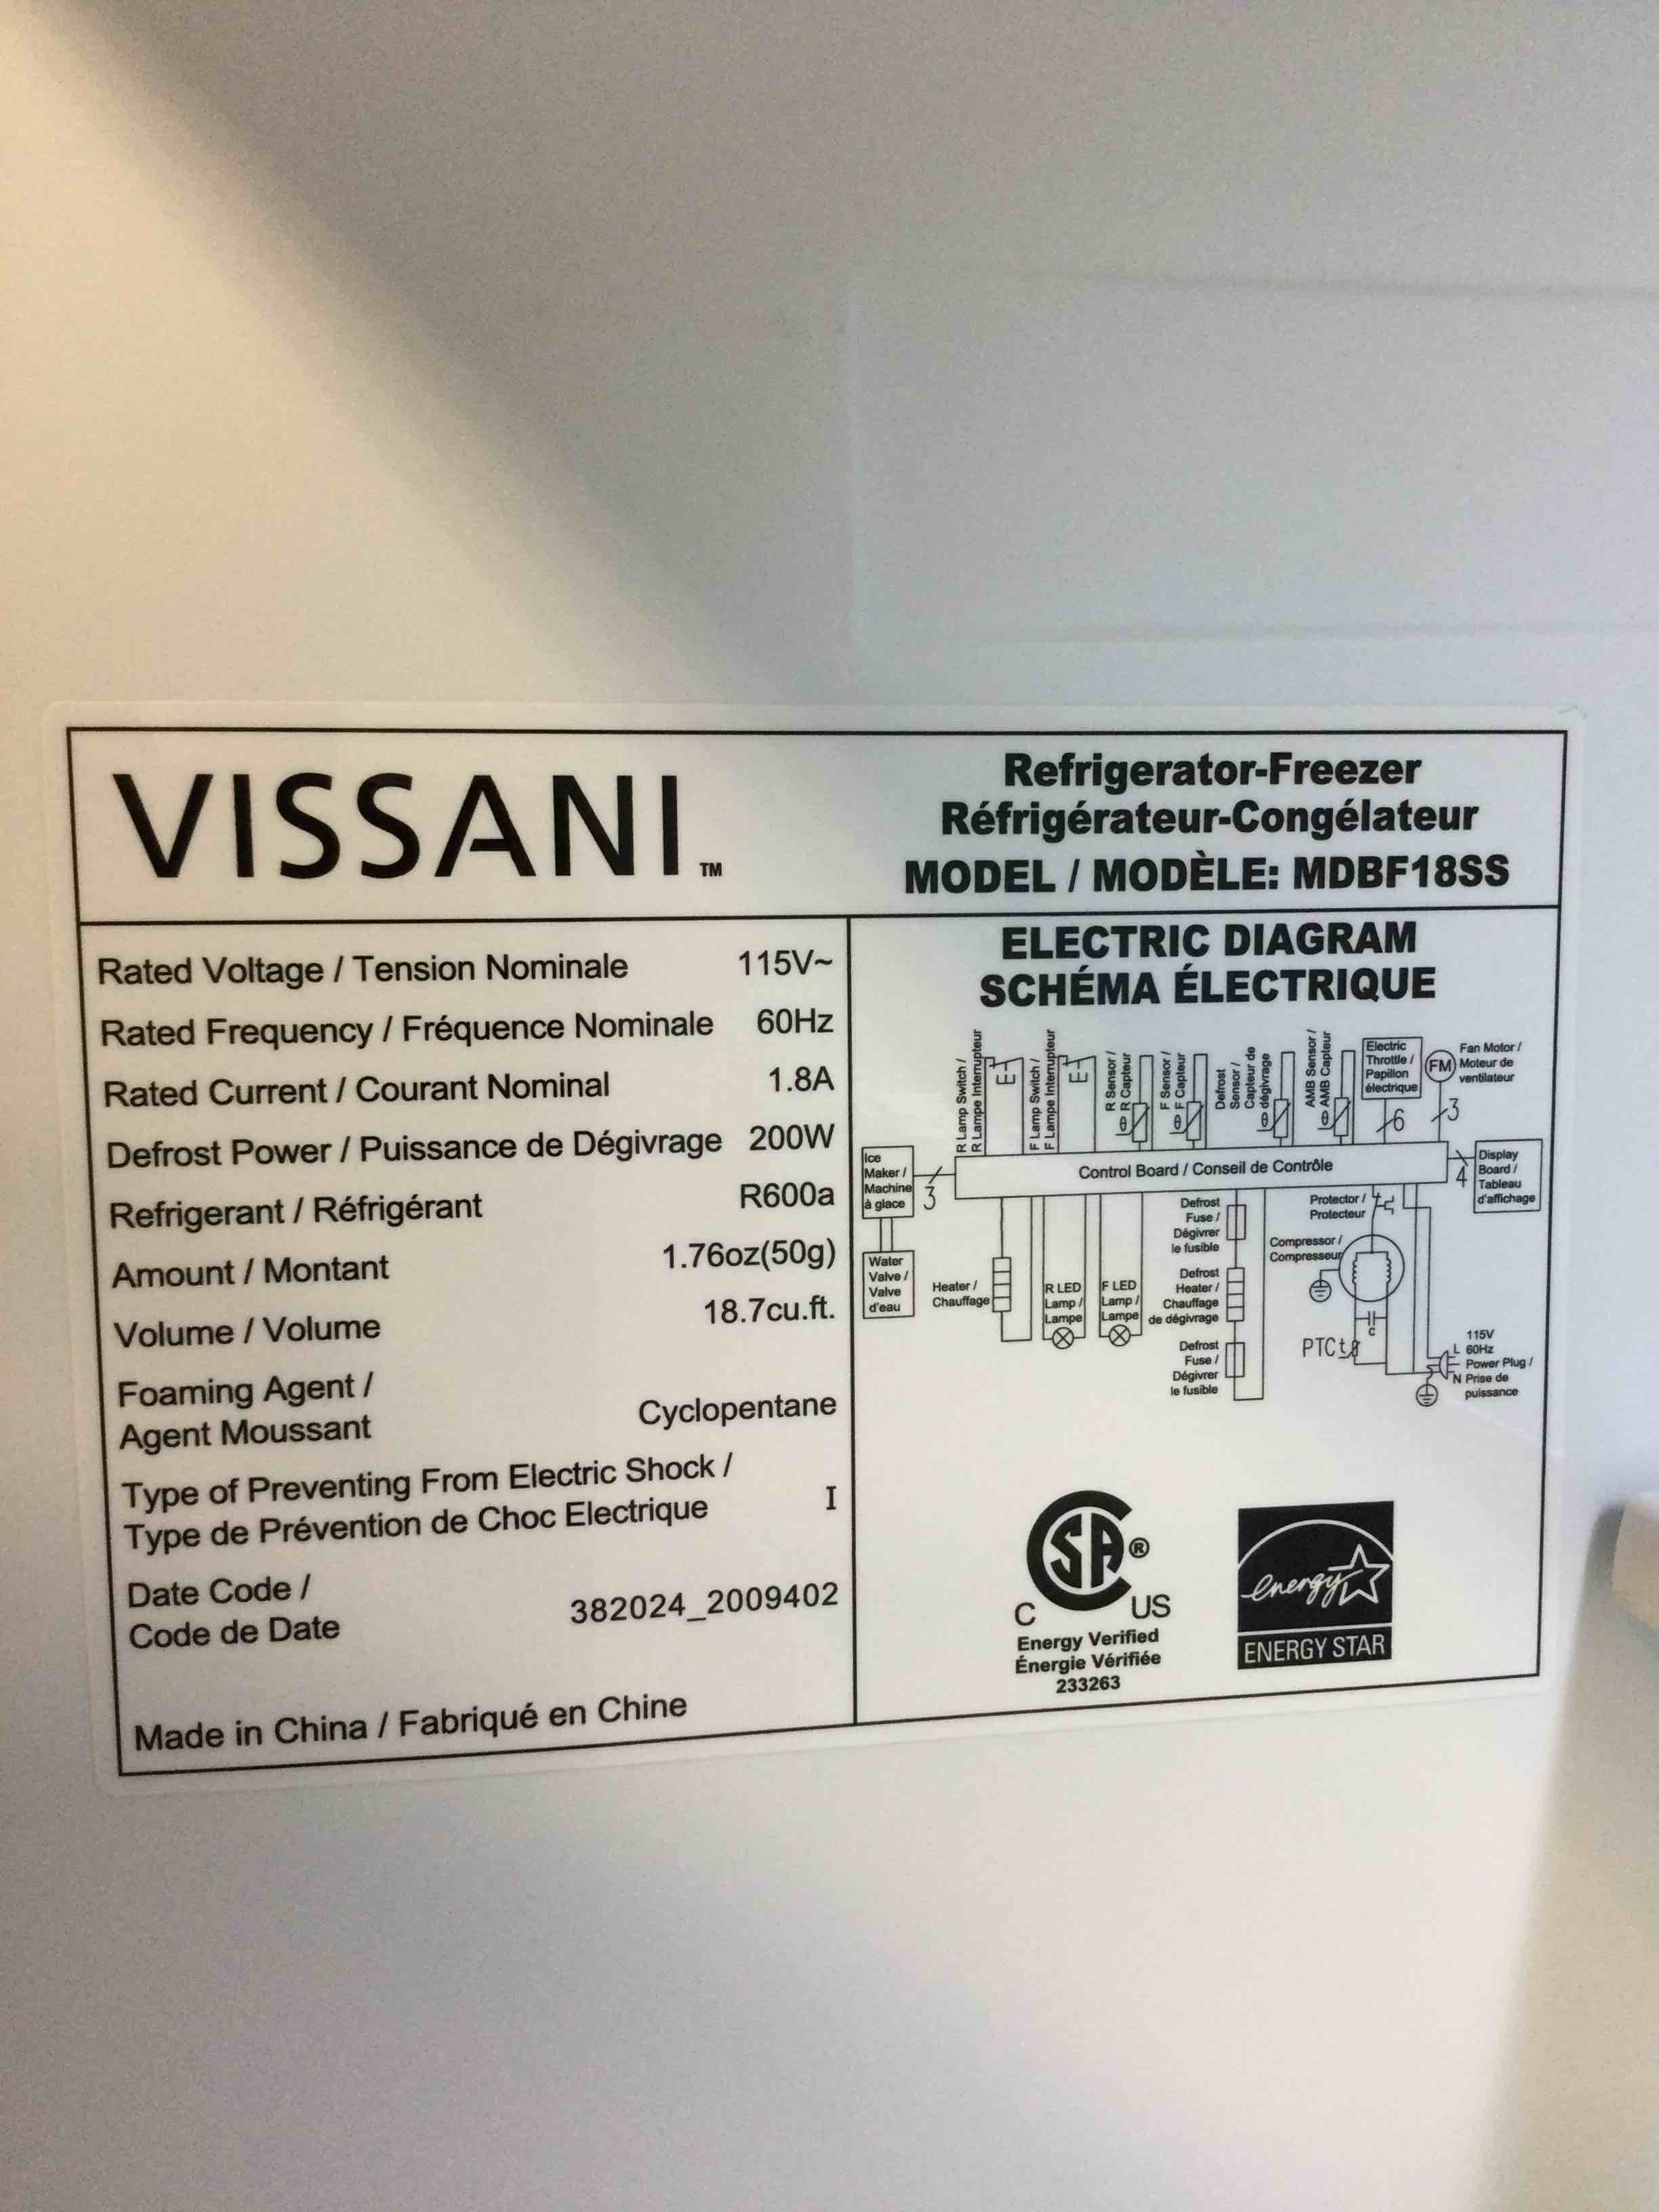 VISSANI™
Refrigerator-Freezer
Réfrigérateur-Congélateur
MODEL / MODÈLE: MDBF18SS
Rated Voltage / Tension Nominale 115V~
Rated Frequency / Fréquence Nominale 60Hz
Rated Current / Courant Nominal 1.8A
Defrost Power / Puissance de Dégivrage 200W
Refrigerant / Réfrigérant R600a
Amount / Montant 1.76oz(50g)
Volume / Volume 18.7cu.ft.
Foaming Agent /
Agent Moussant Cyclopentane
Type of Preventing From Electric Shock /
Type de Prévention de Choc Electrique I
Date Code /
Code de Date 382024_2009402
Made in China / Fabriqué en Chine
ELECTRIC DIAGRAM
SCHÉMA ÉLECTRIQUE
R Lamp Switch /
R Lampe Interrupteur
F Lamp Switch /
F Lampe Interrupteur
R Sensor /
R Capteur
θ
F Sensor /
F Capteur
θ
Defrost
Sensor /
Capteur de
dégivrage
θ
AMB Sensor /
AMB Capteur
θ
Electric
Throttle /
Papillon
électrique
6
FM
Fan Motor /
Moteur de
ventilateur
3
Ice
Maker /
Machine
à glace
3
Control Board / Conseil de Contrôle
4
Display
Board /
Tableau
d'affichage
Water
Valve /
Valve
d'eau
Heater /
Chauffage
R LED
Lamp /
Lampe
F LED
Lamp /
Lampe
Defrost
Fuse /
Dégivrer
le fusible
Defrost
Heater /
Chauffage
de dégivrage
Defrost
Fuse /
Dégivrer
le fusible
Protector /
Protecteur
Compressor /
Compresseur
C
PTC t
115V
L 60Hz
Power Plug /
N Prise de
puissance
CSA®
C US
Energy Verified
Énergie Vérifiée
233263
energy
ENERGY STAR